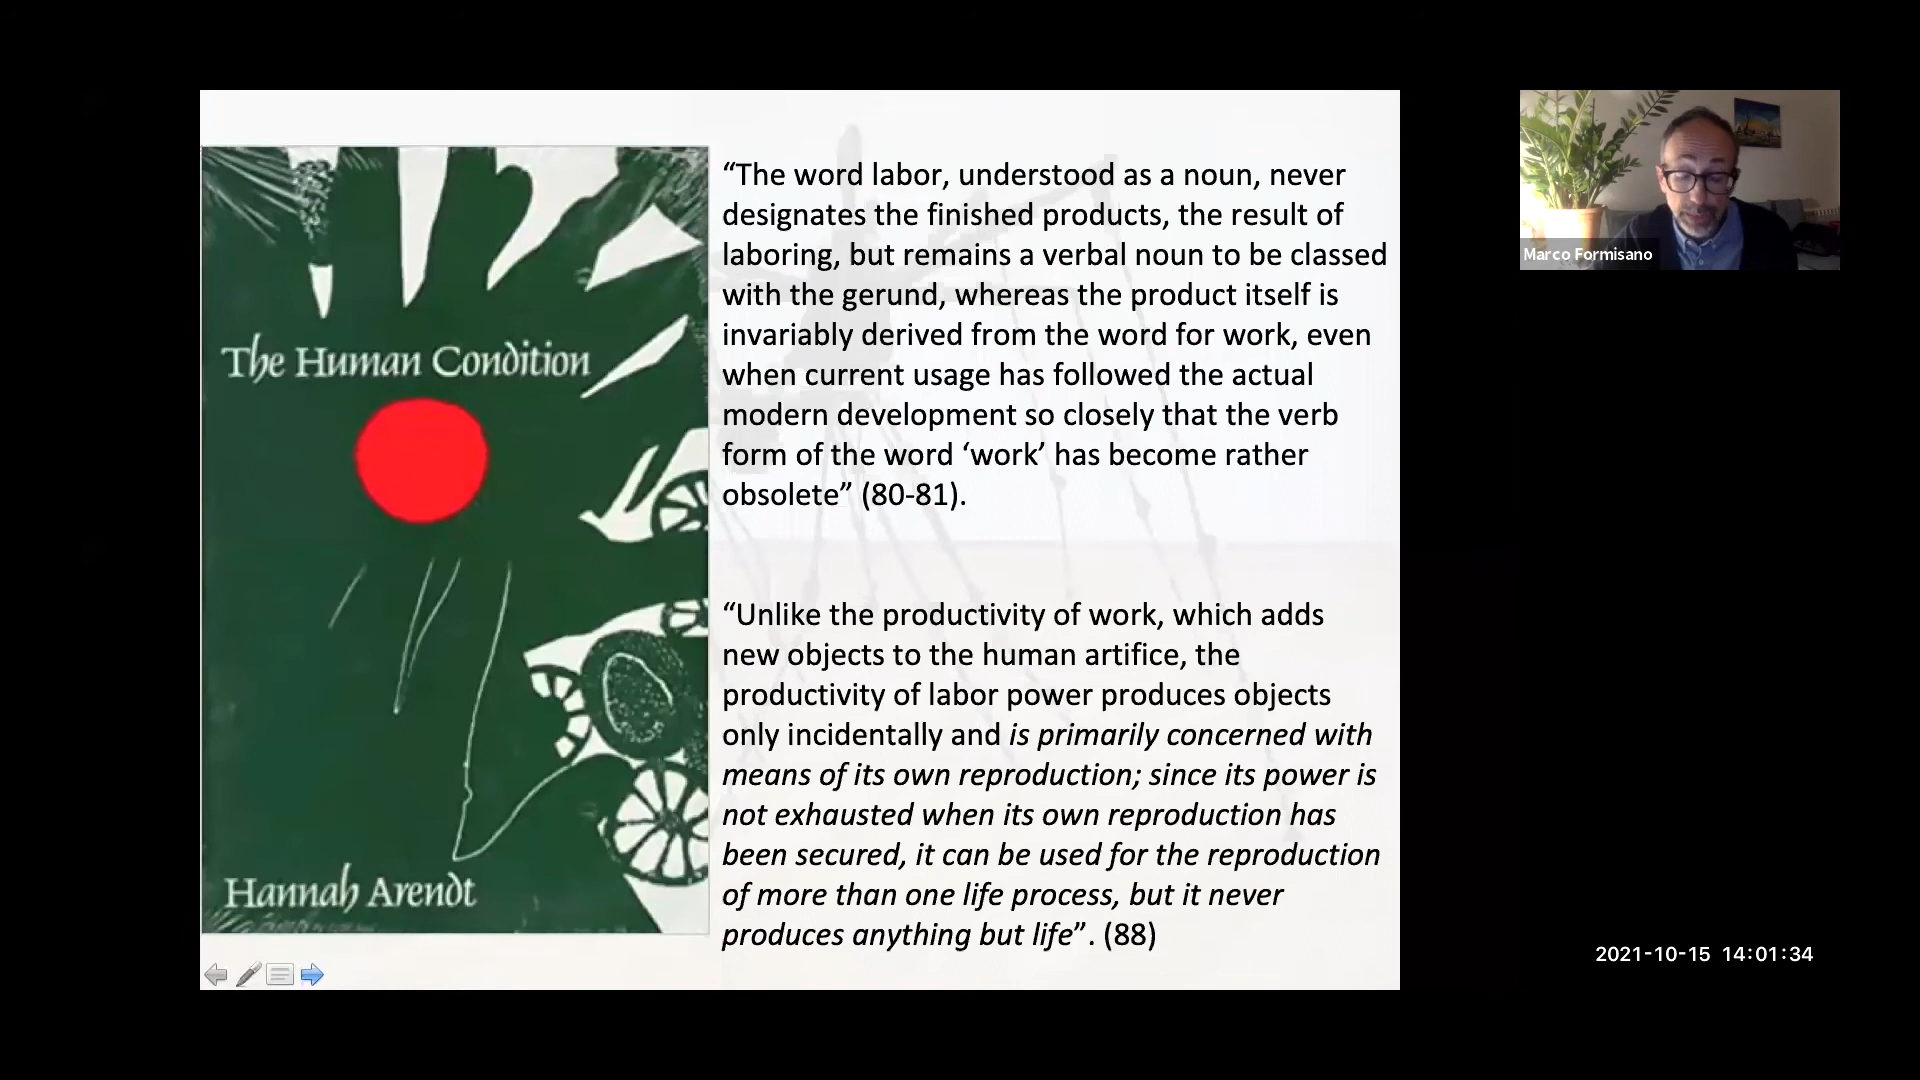 “The word labor, understood as a noun, never
designates the finished products, the result of
laboring, but remains a verbal noun to be classed
with the gerund, whereas the product itself is
invariably derived from the word for work, even
when current usage has followed the actual
modern development so closely that the verb
form of the word ‘work’ has become rather
obsolete” (80-81).
“Unlike the productivity of work, which adds
new objects to the human artifice, the
productivity of labor power produces objects
only incidentally and is primarily concerned with
means of its own reproduction; since its power is
not exhausted when its own reproduction has
been secured, it can be used for the reproduction
of more than one life process, but it never
produces anything but life”. (88)
The Human Condition
Hannah Arendt
Marco Formisano
2021-10-15 14:01:34